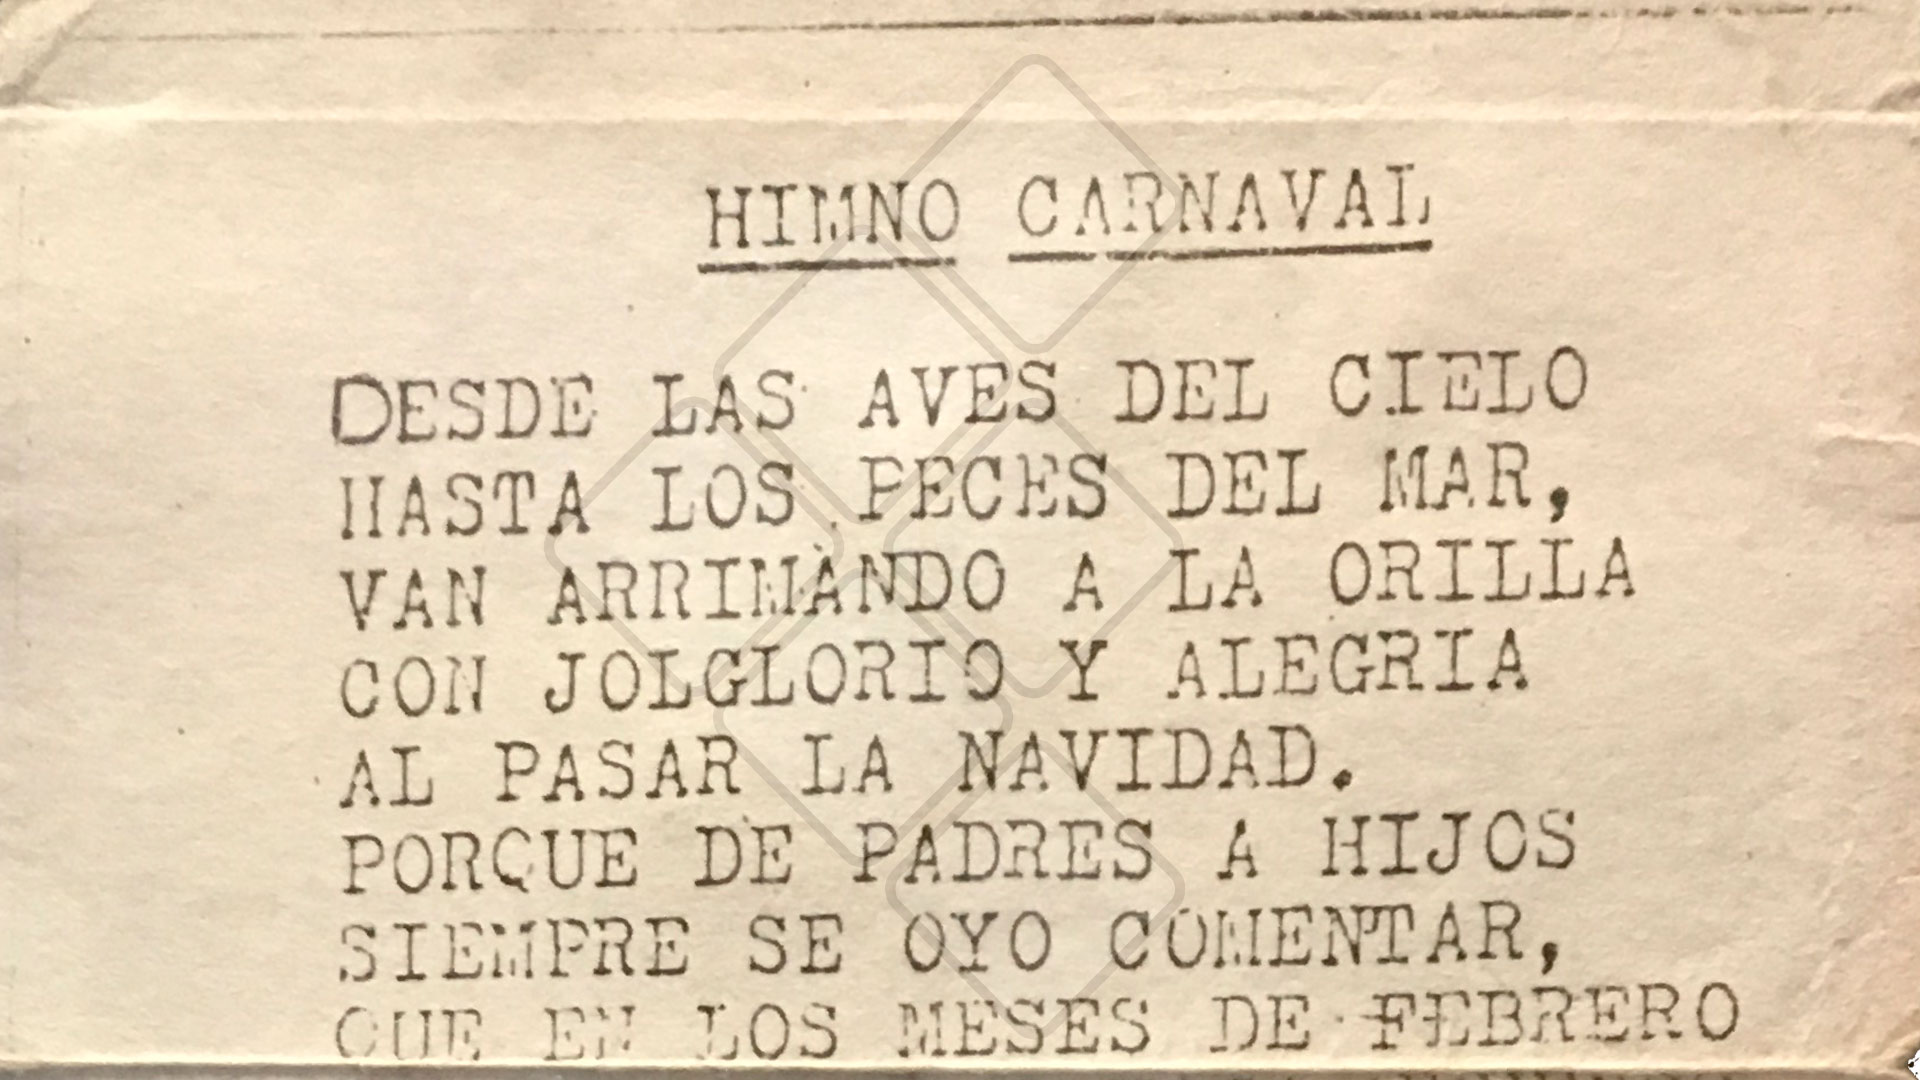 HIMNO CARNAVAL
DESDE LAS AVES DEL CIELO
HASTA LOS PECES DEL MAR,
VAN ARRIMANDO A LA ORILLA
CON JOLGLORIO Y ALEGRIA
AL PASAR LA NAVIDAD.
PORQUE DE PADRES A HIJOS
SIEMPRE SE OYO COMENTAR,
QUE EN LOS MESES DE FEBRERO